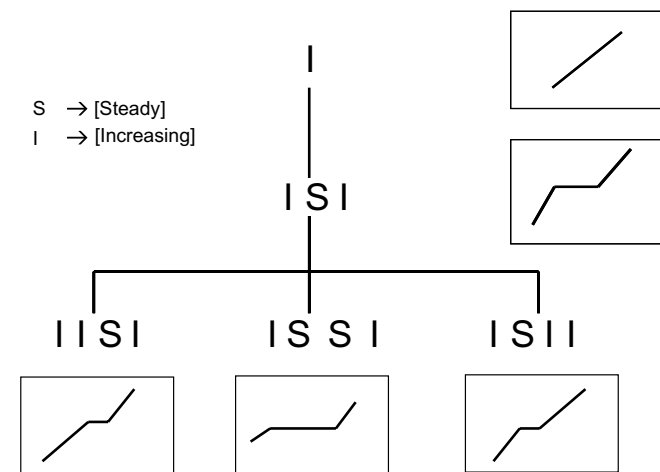 I
S → [Steady]
I → [Increasing]
I S I
I I S I
I S S I
I S I I